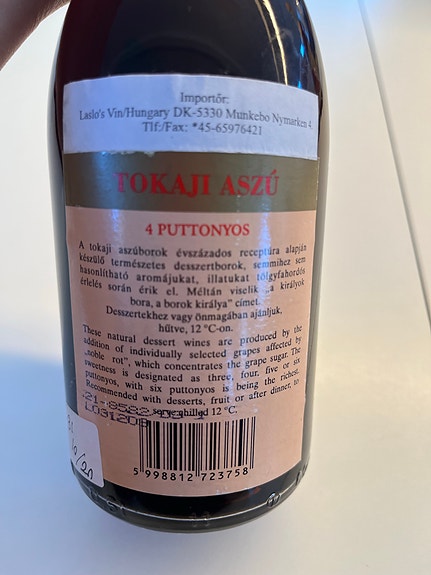 Importőr:
Laslo's Vin/Hungary DK-5330 Munkebo Nymarken 4.
Tlf./Fax: *45-65976421
TOKAJI ASZÚ
4 PUTTONYOS
A tokaji aszúborok évszázados receptúra alapján
készülő természetes desszertborok, semmihez sem
hasonlítható aromájukat, illatukat tölgyfahordós
érlelés során érik el. Méltán viselik „a királyok
bora, a borok királya" címet.
Desszertekhez vagy önmagában ajánljuk,
hűtve, 12 °C-on.
These natural dessert wines are produced by the
addition of individually selected grapes affected by
„noble rot", which concentrates the grape sugar. The
sweetness is designated as three, four, five or six
puttonyos, with six puttonyos is being the richest.
Recommended with desserts, fruit or after dinner, to
serve chilled 12 °C.
21-8582
L03120
5 998812 723758